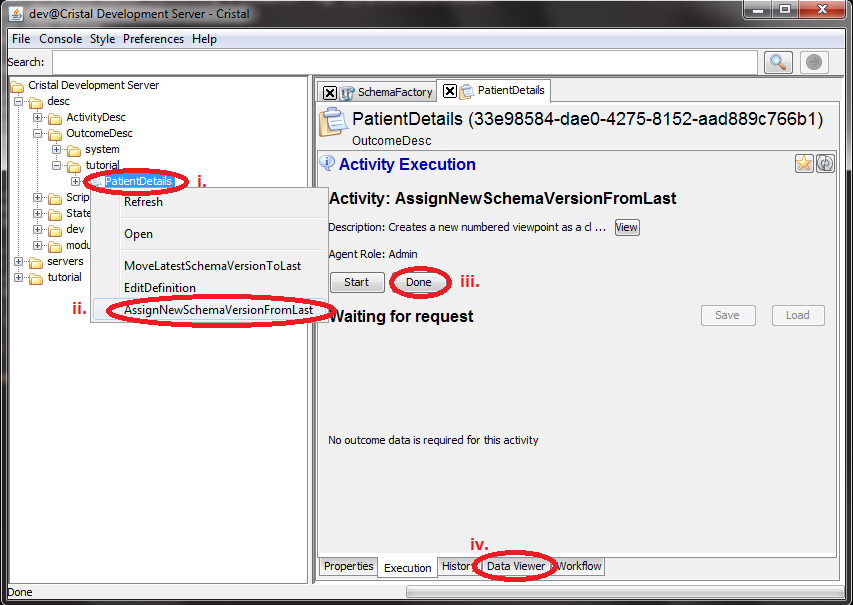 dev@Cristal Development Server - Cristal
File Console Style Preferences Help
Search:
Cristal Development Server
desc
ActivityDesc
OutcomeDesc
system
tutorial
PatientDetails
i.
Scrip
State
dev
modu
servers
tutorial
Refresh
Open
MoveLatestSchemaVersionToLast
EditDefinition
ii.
AssignNewSchemaVersionFromLast
SchemaFactory
PatientDetails
PatientDetails (33e98584-dae0-4275-8152-aad889c766b1)
OutcomeDesc
Activity Execution
Activity: AssignNewSchemaVersionFromLast
Description: Creates a new numbered viewpoint as a cl ... View
Agent Role: Admin
Start Done iii.
Waiting for request Save Load
No outcome data is required for this activity
iv.
Properties Execution History Data Viewer Workflow
Done